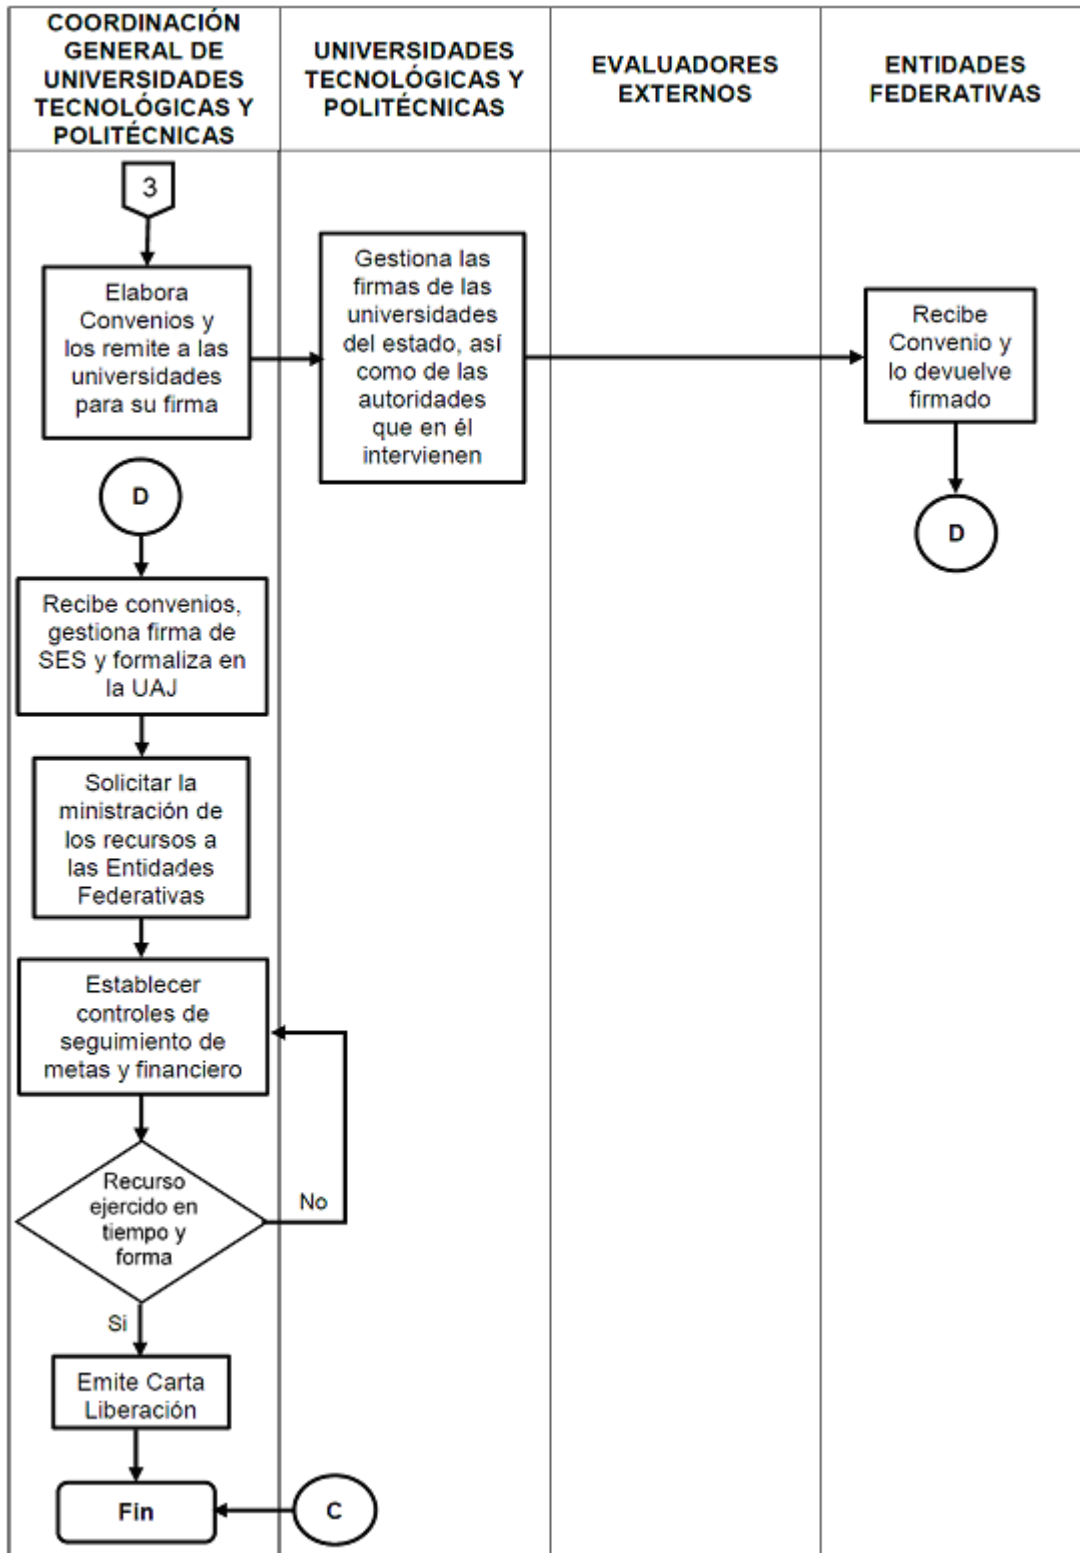 COORDINACIÓN
GENERAL DE
UNIVERSIDADES
TECNOLÓGICAS Y
POLITÉCNICAS
UNIVERSIDADES
TECNOLÓGICAS Y
POLITÉCNICAS
EVALUADORES
EXTERNOS
ENTIDADES
FEDERATIVAS
3
Elabora
Convenios y
los remite a las
universidades
para su firma
Gestiona las
firmas de las
universidades
del estado, así
como de las
autoridades
que en él
intervienen
Recibe
Convenio y
lo devuelve
firmado
D
D
Recibe convenios,
gestiona firma de
SES y formaliza en
la UAJ
Solicitar la
ministración de
los recursos a
las Entidades
Federativas
Establecer
controles de
seguimiento de
metas y financiero
Recurso
ejercido en
tiempo y
forma
No
Si
Emite Carta
Liberación
Fin
C